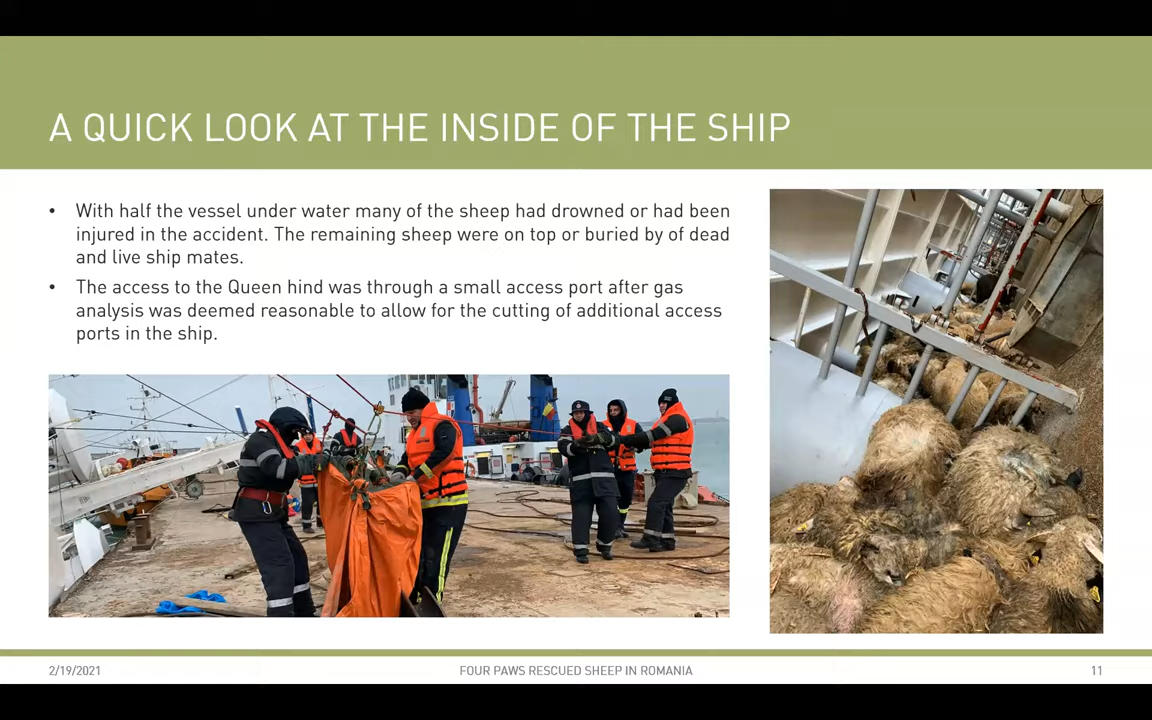 A QUICK LOOK AT THE INSIDE OF THE SHIP
• With half the vessel under water many of the sheep had drowned or had been
injured in the accident. The remaining sheep were on top or buried by of dead
and live ship mates.
• The access to the Queen hind was through a small access port after gas
analysis was deemed reasonable to allow for the cutting of additional access
ports in the ship.
2/19/2021
FOUR PAWS RESCUED SHEEP IN ROMANIA
11